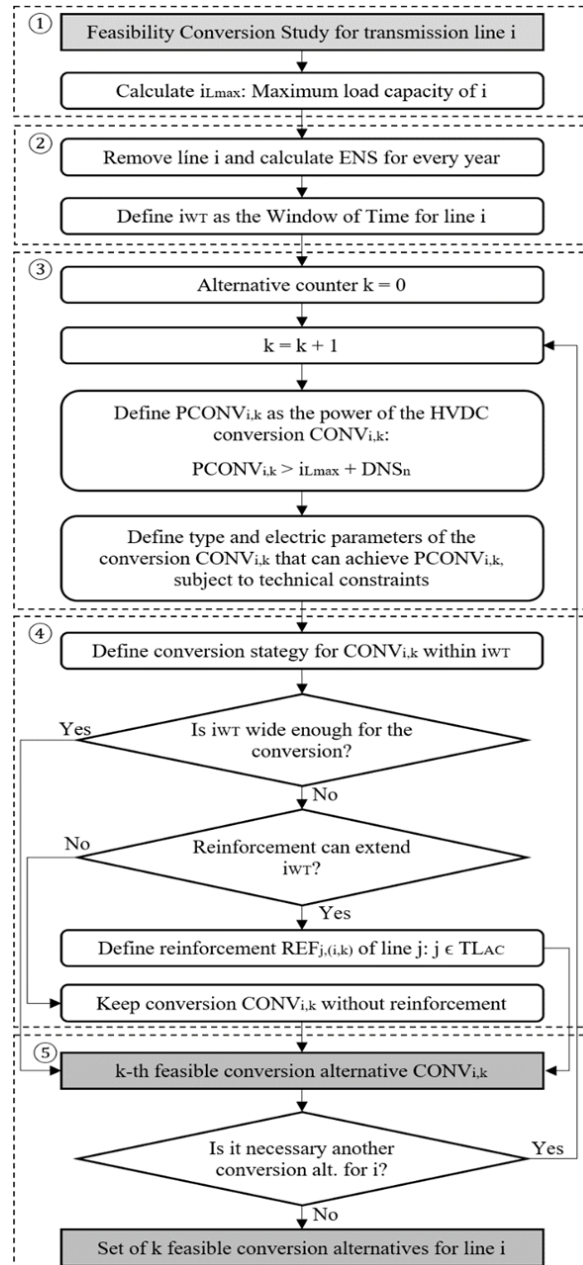 ①
Feasibility Conversion Study for transmission line i
Calculate iLmax: Maximum load capacity of i
②
Remove líne i and calculate ENS for every year
Define iWT as the Window of Time for line i
③
Alternative counter k = 0
k = k + 1
Define PCONVi,k as the power of the HVDC
conversion CONVi,k:
PCONVi,k > iLmax + DNSn
Define type and electric parameters of the
conversion CONVi,k that can achieve PCONVi,k,
subject to technical constraints
④
Define conversion stategy for CONVi,k within iWT
Yes
Is iWT wide enough for the
conversion?
No
No
Reinforcement can extend
iWT?
Yes
Define reinforcement REFj,(i,k) of line j: j ϵ TLAC
Keep conversion CONVi,k without reinforcement
⑤
k-th feasible conversion alternative CONVi,k
Is it necessary another
conversion alt. for i?
Yes
No
Set of k feasible conversion alternatives for line i